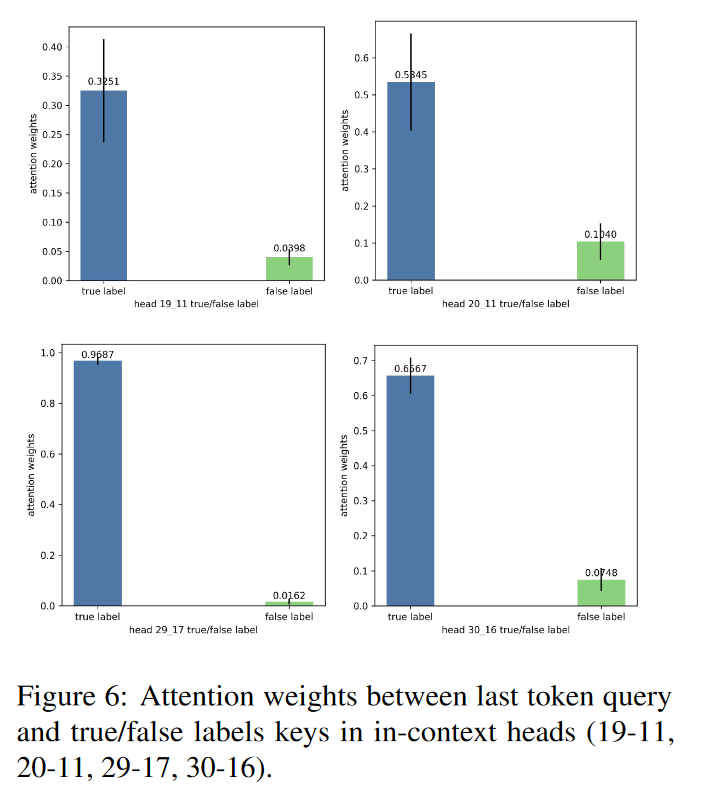 attention weights
0.40
0.35
0.30
0.25
0.20
0.15
0.10
0.05
0.00
0.3251
0.0398
true label
false label
head 19_11 true/false label
attention weights
0.6
0.5
0.4
0.3
0.2
0.1
0.0
0.5345
0.1040
true label
false label
head 20_11 true/false label
attention weights
1.0
0.8
0.6
0.4
0.2
0.0
0.9687
0.0162
true label
false label
head 29_17 true/false label
attention weights
0.7
0.6
0.5
0.4
0.3
0.2
0.1
0.0
0.6567
0.0748
true label
false label
head 30_16 true/false label
Figure 6: Attention weights between last token query
and true/false labels keys in in-context heads (19-11,
20-11, 29-17, 30-16).